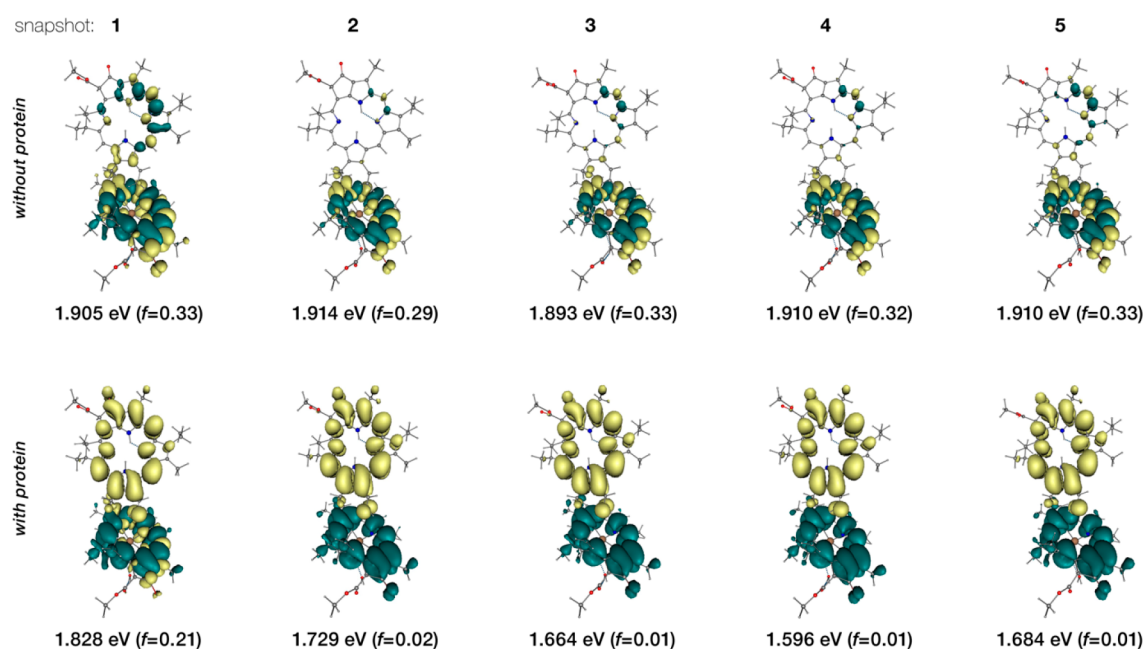 snapshot: 1 2 3 4 5
without protein
1.905 eV (f=0.33) 1.914 eV (f=0.29) 1.893 eV (f=0.33) 1.910 eV (f=0.32) 1.910 eV (f=0.33)
with protein
1.828 eV (f=0.21) 1.729 eV (f=0.02) 1.664 eV (f=0.01) 1.596 eV (f=0.01) 1.684 eV (f=0.01)